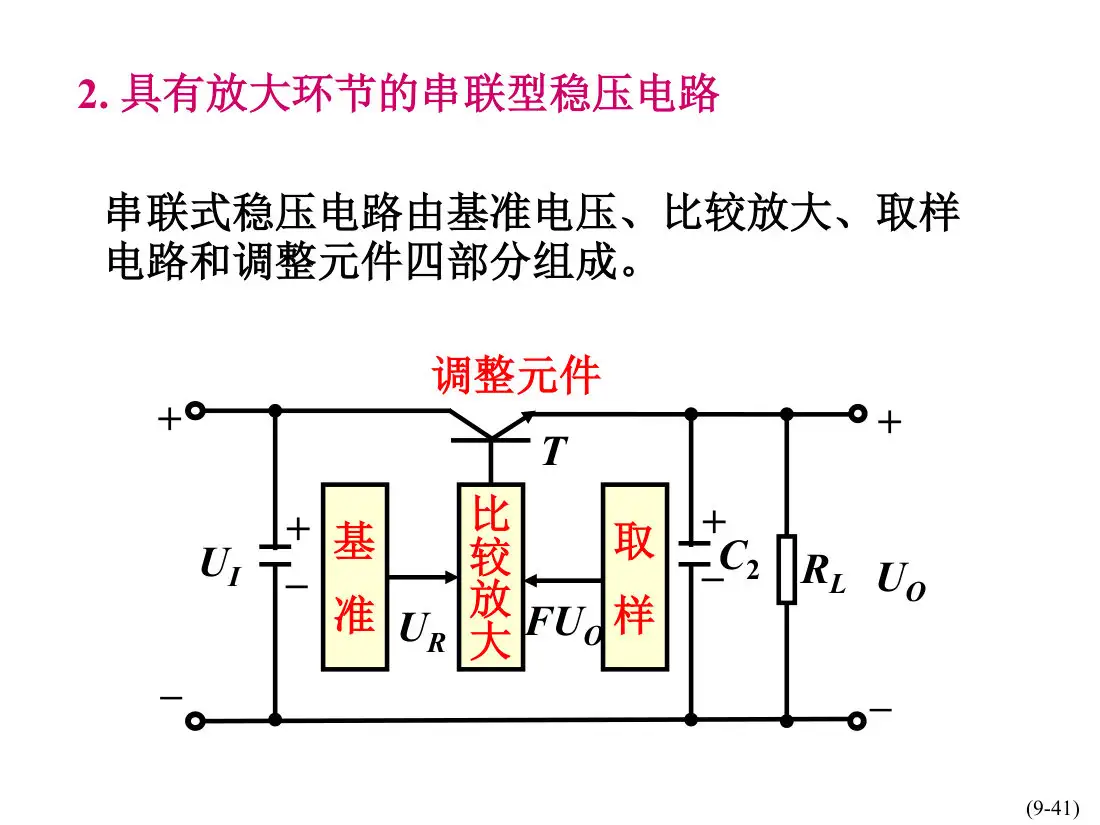 2. 具有放大环节的串联型稳压电路
串联式稳压电路由基准电压、比较放大、取样
电路和调整元件四部分组成。
调整元件
+
+
T
基准
比较放大
取样
+
−
U_I
U_R
FU_O
+
−
C_2
R_L
U_O
−
−
(9-41)